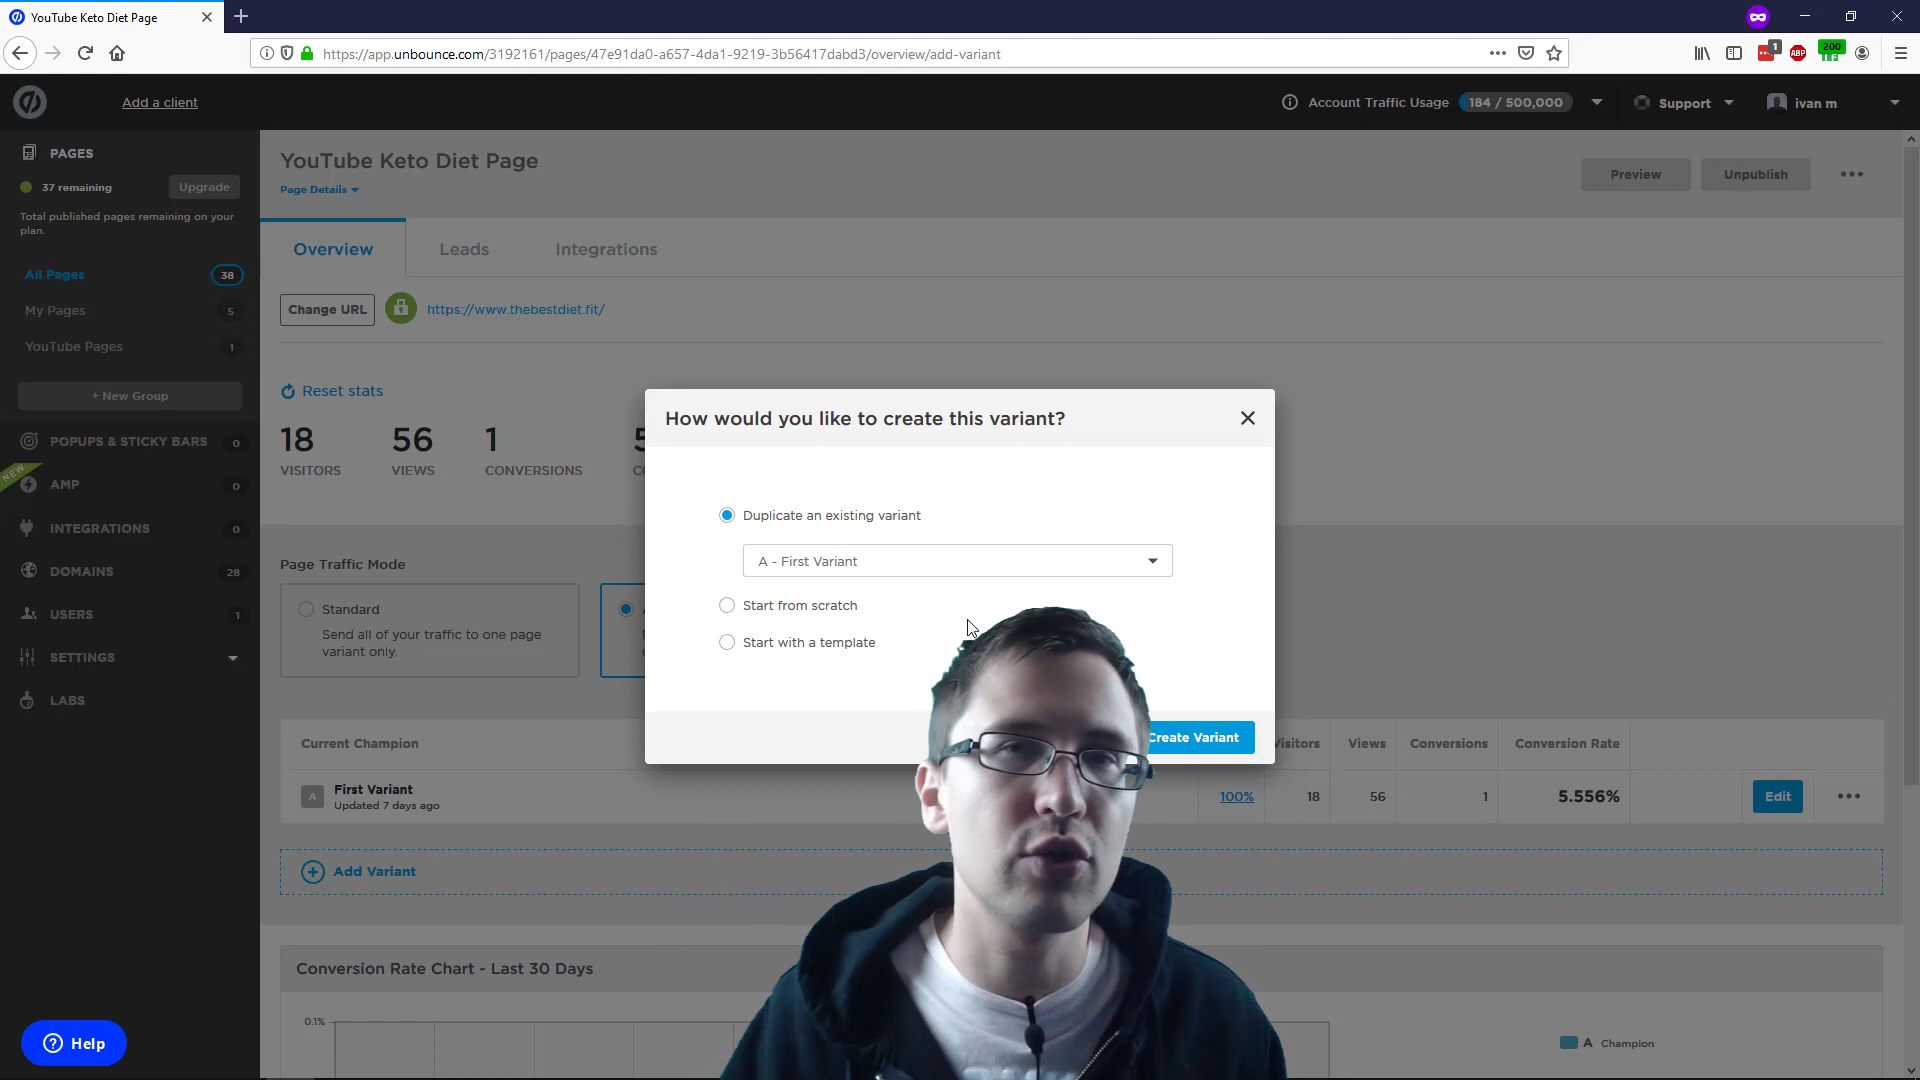 YouTube Keto Diet Page
https://app.unbounce.com/3192161/pages/47e91da0-a657-4da1-9219-3b56417dabd3/overview/add-variant
1
ABP
200
Add a client
Account Traffic Usage 184 / 500,000
Support
ivan m
PAGES
37 remaining
Upgrade
Total published pages remaining on your
plan.
All Pages 38
My Pages 5
YouTube Pages 1
+ New Group
POPUPS & STICKY BARS 0
NEW
AMP 0
INTEGRATIONS 0
DOMAINS 28
USERS 1
SETTINGS
LABS
Help
YouTube Keto Diet Page
Page Details
Preview
Unpublish
Overview
Leads
Integrations
Change URL
https://www.thebestdiet.fit/
Reset stats
18
VISITORS
56
VIEWS
1
CONVERSIONS
Page Traffic Mode
Standard
Send all of your traffic to one page
variant only.
How would you like to create this variant?
Duplicate an existing variant
A - First Variant
Start from scratch
Start with a template
Create Variant
Current Champion
Visitors
Views
Conversions
Conversion Rate
A
First Variant
Updated 7 days ago
100%
18
56
1
5.556%
Edit
Add Variant
Conversion Rate Chart - Last 30 Days
0.1%
A Champion